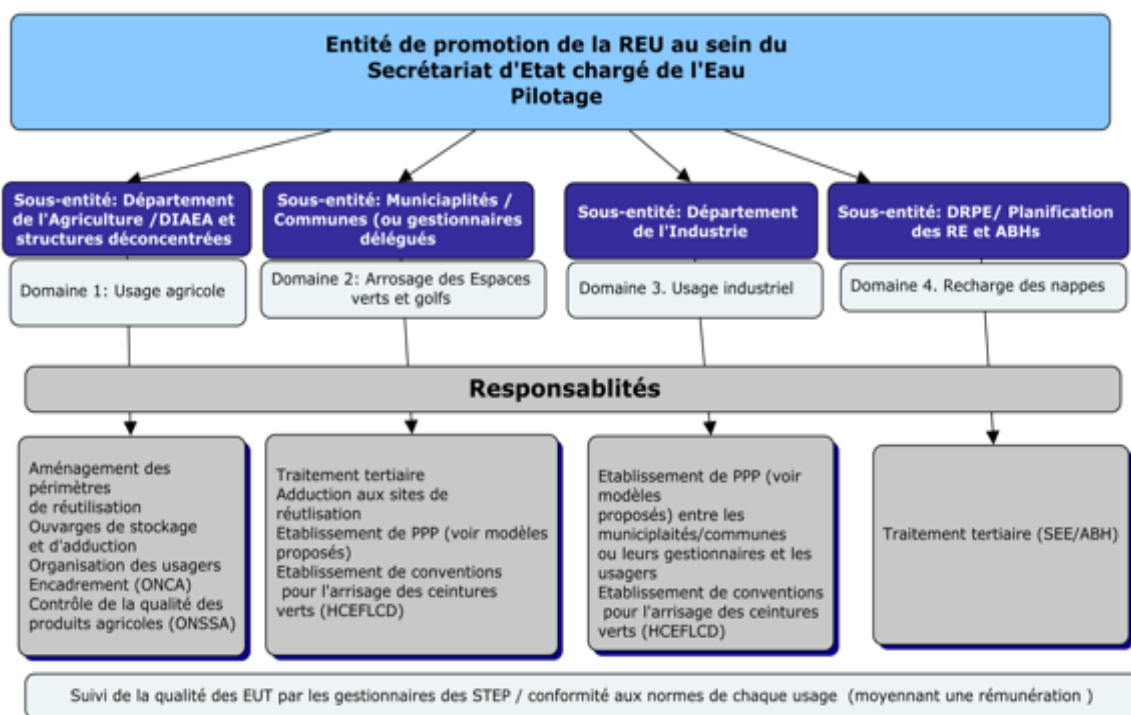 Entité de promotion de la REU au sein du
Secrétariat d'Etat chargé de l'Eau
Pilotage
Sous-entité: Département
de l'Agriculture /DIAEA et
structures déconcentrées
Domaine 1: Usage agricole
Sous-entité: Municiaplités /
Communes (ou gestionnaires
délégués
Domaine 2: Arrosage des Espaces
verts et golfs
Sous-entité: Département
de l'Industrie
Domaine 3. Usage industriel
Sous-entité: DRPE/ Planification
des RE et ABHs
Domaine 4. Recharge des nappes
Responsablités
Aménagement des
périmètres
de réutilisation
Ouvarges de stockage
et d'adduction
Organisation des usagers
Encadrement (ONCA)
Contrôle de la qualité des
produits agricoles (ONSSA)
Traitement tertiaire
Adduction aux sites de
réutlisation
Etablissement de PPP (voir modèles
proposés)
Etablissement de conventions
pour l'arrisage des ceintures
verts (HCEFLCD)
Etablissement de PPP (voir
modèles
proposés) entre les
municiplaités/communes
ou leurs gestionnaires et les
usagers
Etablissement de conventions
pour l'arrisage des ceintures
verts (HCEFLCD)
Traitement tertiaire (SEE/ABH)
Suivi de la qualité des EUT par les gestionnaires des STEP / conformité aux normes de chaque usage (moyennant une rémunération )